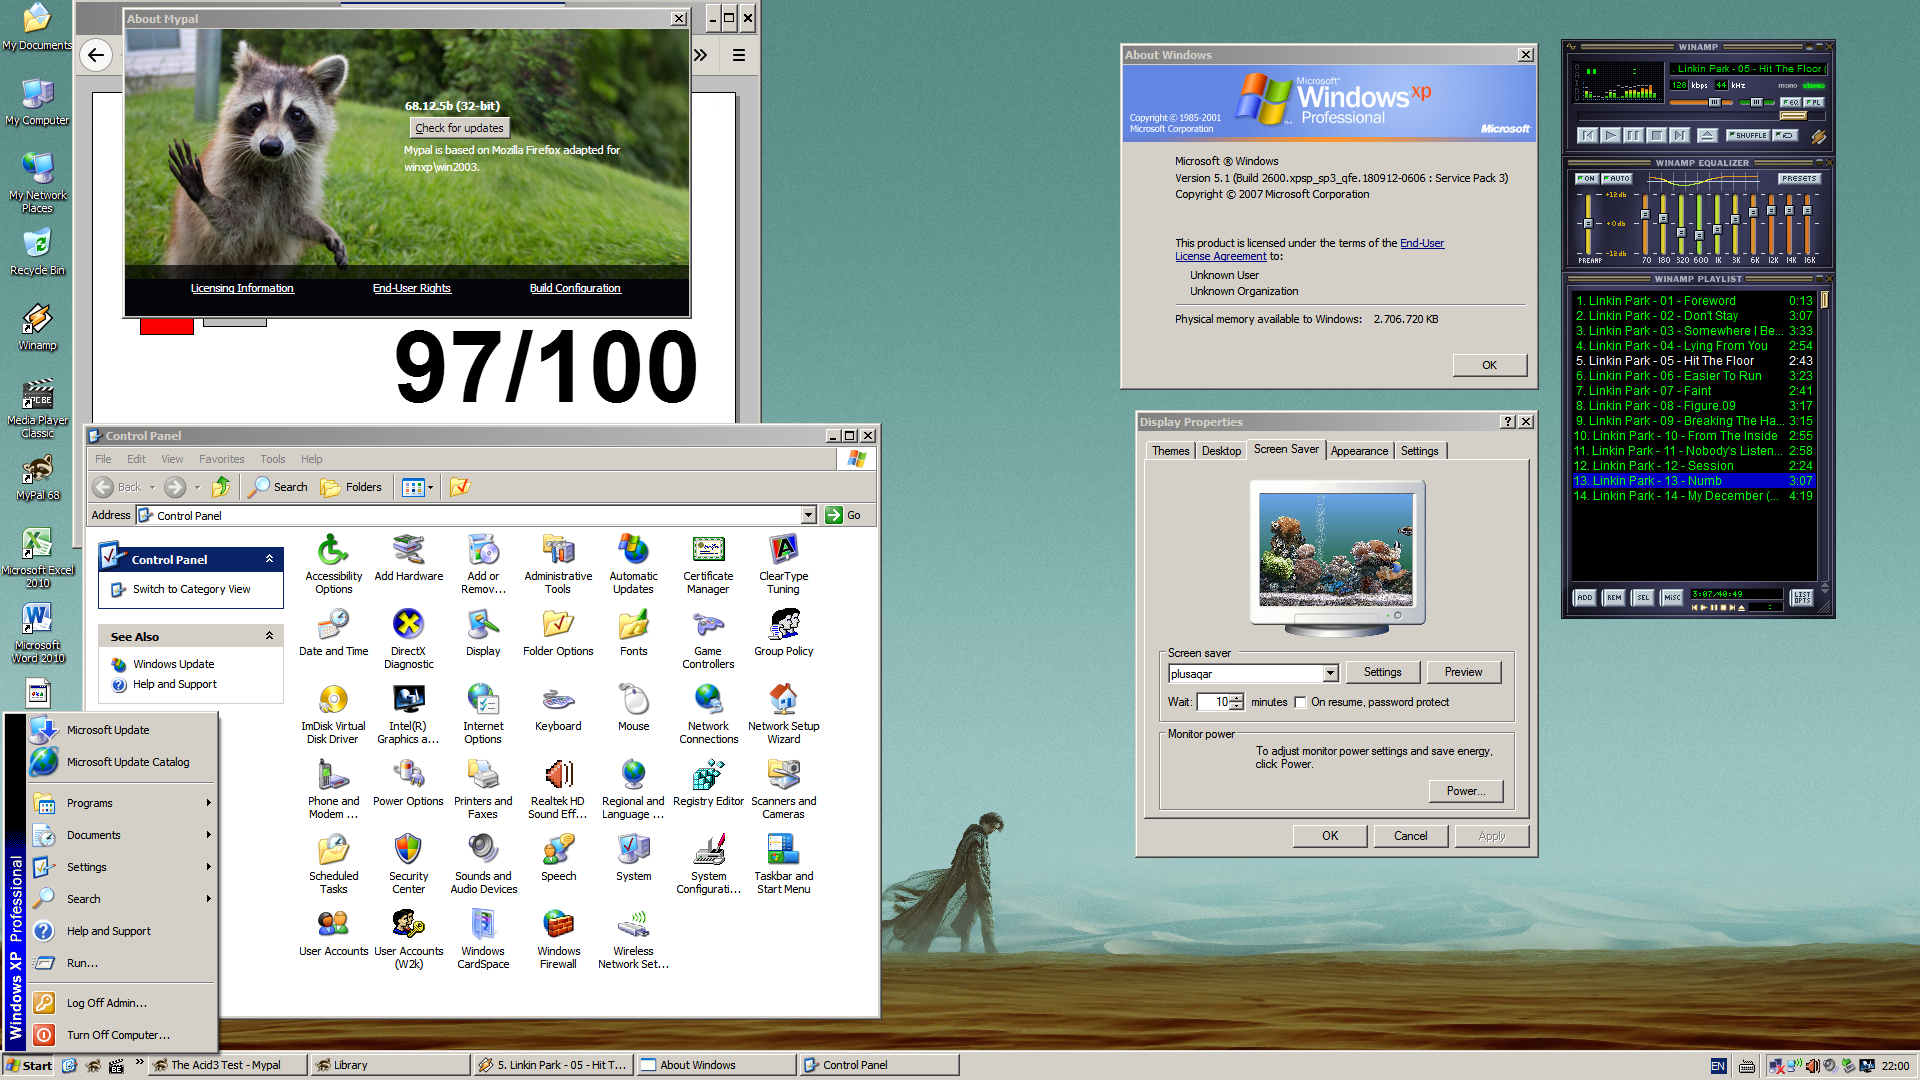 My Documents
My Computer
My Network
Places
Recycle Bin
Winamp
Media Player
Classic
MyPal 68
Microsoft Excel
2010
Microsoft
Word 2010
About Mypal
68.12.5b (32-bit)
Check for updates
Mypal is based on Mozilla Firefox adapted for
winxp\win2003.
Licensing Information
End-User Rights
Build Configuration
97/100
Control Panel
File Edit View Favorites Tools Help
Back Search Folders
Address Control Panel Go
Control Panel
Switch to Category View
See Also
Windows Update
Help and Support
Accessibility
Options
Add Hardware
Add or
Remov...
Administrative
Tools
Automatic
Updates
Certificate
Manager
ClearType
Tuning
Date and Time
DirectX
Diagnostic
Display
Folder Options
Fonts
Game
Controllers
Group Policy
ImDisk Virtual
Disk Driver
Intel(R)
Graphics a...
Internet
Options
Keyboard
Mouse
Network
Connections
Network Setup
Wizard
Phone and
Modem ...
Power Options
Printers and
Faxes
Realtek HD
Sound Eff...
Regional and
Language ...
Registry Editor
Scanners and
Cameras
Scheduled
Tasks
Security
Center
Sounds and
Audio Devices
Speech
System
System
Configurati...
Taskbar and
Start Menu
User Accounts
User Accounts
(W2k)
Windows
CardSpace
Windows
Firewall
Wireless
Network Set...
Windows XP Professional
Microsoft Update
Microsoft Update Catalog
Programs
Documents
Settings
Search
Help and Support
Run...
Log Off Admin...
Turn Off Computer...
About Windows
Copyright © 1985-2001
Microsoft Corporation
Microsoft®
Windows xp
Professional
Microsoft
Microsoft ® Windows
Version 5.1 (Build 2600.xpsp_sp3_qfe.180912-0606 : Service Pack 3)
Copyright © 2007 Microsoft Corporation
This product is licensed under the terms of the End-User
License Agreement to:
Unknown User
Unknown Organization
Physical memory available to Windows: 2.706.720 KB
OK
Display Properties
Themes Desktop Screen Saver Appearance Settings
Screen saver
plusaqar
Settings
Preview
Wait: 10 minutes On resume, password protect
Monitor power
To adjust monitor power settings and save energy,
click Power.
Power...
OK Cancel Apply
WINAMP
. Linkin Park - 05 - Hit The Floor (
128 kbps 44 kHz mono stereo
EQ PL
SHUFFLE
WINAMP EQUALIZER
ON AUTO PRESETS
+12db
+0db
-12db
PREAMP 70 180 320 600 1K 3K 6K 12K 14K 16K
WINAMP PLAYLIST
1. Linkin Park - 01 - Foreword 0:13
2. Linkin Park - 02 - Don't Stay 3:07
3. Linkin Park - 03 - Somewhere I Be... 3:33
4. Linkin Park - 04 - Lying From You 2:54
5. Linkin Park - 05 - Hit The Floor 2:43
6. Linkin Park - 06 - Easier To Run 3:23
7. Linkin Park - 07 - Faint 2:41
8. Linkin Park - 08 - Figure.09 3:17
9. Linkin Park - 09 - Breaking The Ha... 3:15
10. Linkin Park - 10 - From The Inside 2:55
11. Linkin Park - 11 - Nobody's Listen... 2:58
12. Linkin Park - 12 - Session 2:24
13. Linkin Park - 13 - Numb 3:07
14. Linkin Park - 14 - My December (... 4:19
ADD REM SEL MISC
3:07/40:49
LIST
OPTS
Start
The Acid3 Test - Mypal
Library
5. Linkin Park - 05 - Hit T...
About Windows
Control Panel
EN
22:00